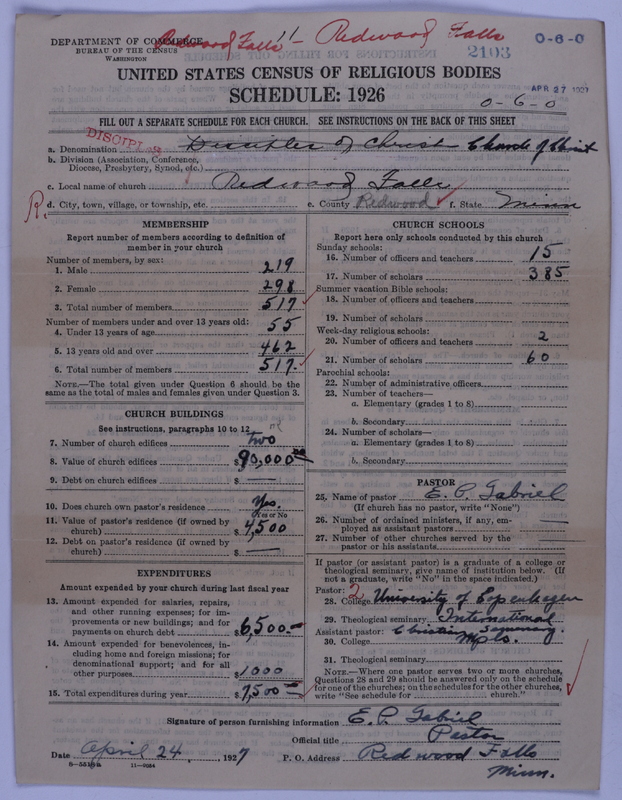 DEPARTMENT OF COMMERCE
BUREAU OF THE CENSUS
WASHINGTON
Redwood Falls
11 - Redwood Falls
2103
0-6-0
UNITED STATES CENSUS OF RELIGIOUS BODIES
APR 27 1927
SCHEDULE: 1926
0-6-0
FILL OUT A SEPARATE SCHEDULE FOR EACH CHURCH. SEE INSTRUCTIONS ON THE BACK OF THIS SHEET
DISCIPLES
a. Denomination Disciples of Christ Church of Christ
b. Division (Association, Conference, Diocese, Presbytery, Synod, etc.)
c. Local name of church Redwood Falls
R.
d. City, town, village, or township, etc. e. County Redwood f. State Minn
MEMBERSHIP
Report number of members according to definition of member in your church
Number of members, by sex:
1. Male 219
2. Female 298
3. Total number of members 517
Number of members under and over 13 years old:
4. Under 13 years of age 55
5. 13 years old and over 462
6. Total number of members 517
NOTE.—The total given under Question 6 should be the same as the total of males and females given under Question 3.
CHURCH BUILDINGS
See instructions, paragraphs 10 to 12
7. Number of church edifices two
8. Value of church edifices $90,000
9. Debt on church edifices $ —
10. Does church own pastor's residence Yes.
(Yes or No
11. Value of pastor's residence (if owned by church) $4,500
12. Debt on pastor's residence (if owned by church) $ —
EXPENDITURES
Amount expended by your church during last fiscal year
13. Amount expended for salaries, repairs, and other running expenses; for improvements or new buildings; and for payments on church debt $6,500.—
14. Amount expended for benevolences, including home and foreign missions; for denominational support; and for all other purposes $1000
15. Total expenditures during year $7,500
CHURCH SCHOOLS
Report here only schools conducted by this church
Sunday schools:
16. Number of officers and teachers 15
17. Number of scholars 385
Summer vacation Bible schools:
18. Number of officers and teachers
19. Number of scholars
Week-day religious schools:
20. Number of officers and teachers 2
21. Number of scholars 60
Parochial schools:
22. Number of administrative officers
23. Number of teachers—
a. Elementary (grades 1 to 8)
b. Secondary
24. Number of scholars—
a. Elementary (grades 1 to 8)
b. Secondary
PASTOR
25. Name of pastor E. P. Gabriel
(If church has no pastor, write "None")
26. Number of ordained ministers, if any, employed as assistant pastors —
27. Number of other churches served by the pastor or his assistants —
If pastor (or assistant pastor) is a graduate of a college or theological seminary, give name of institution below. (If not a graduate, write "No" in the space indicated.)
Pastor: 2
28. College University of Copenhagen
29. Theological seminary International
Assistant pastor: Christian Seminary.
30. College Mpls.
31. Theological seminary
NOTE.—Where one pastor serves two or more churches, Questions 28 and 29 should be answered only on the schedule for one of the churches; on the schedules for the other churches, write "See schedule for church."
Signature of person furnishing information E. P. Gabriel
Official title Pastor
Date April 24, 1927 P. O. Address Redwood Falls
Minn.
11—9054